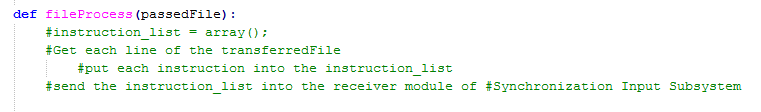 def fileProcess(passedFile):
    #instruction_list = array();
    #Get each line of the transferredFile
        #put each instruction into the instruction_list
    #send the instruction_list into the receiver module of #Synchronization Input Subsystem